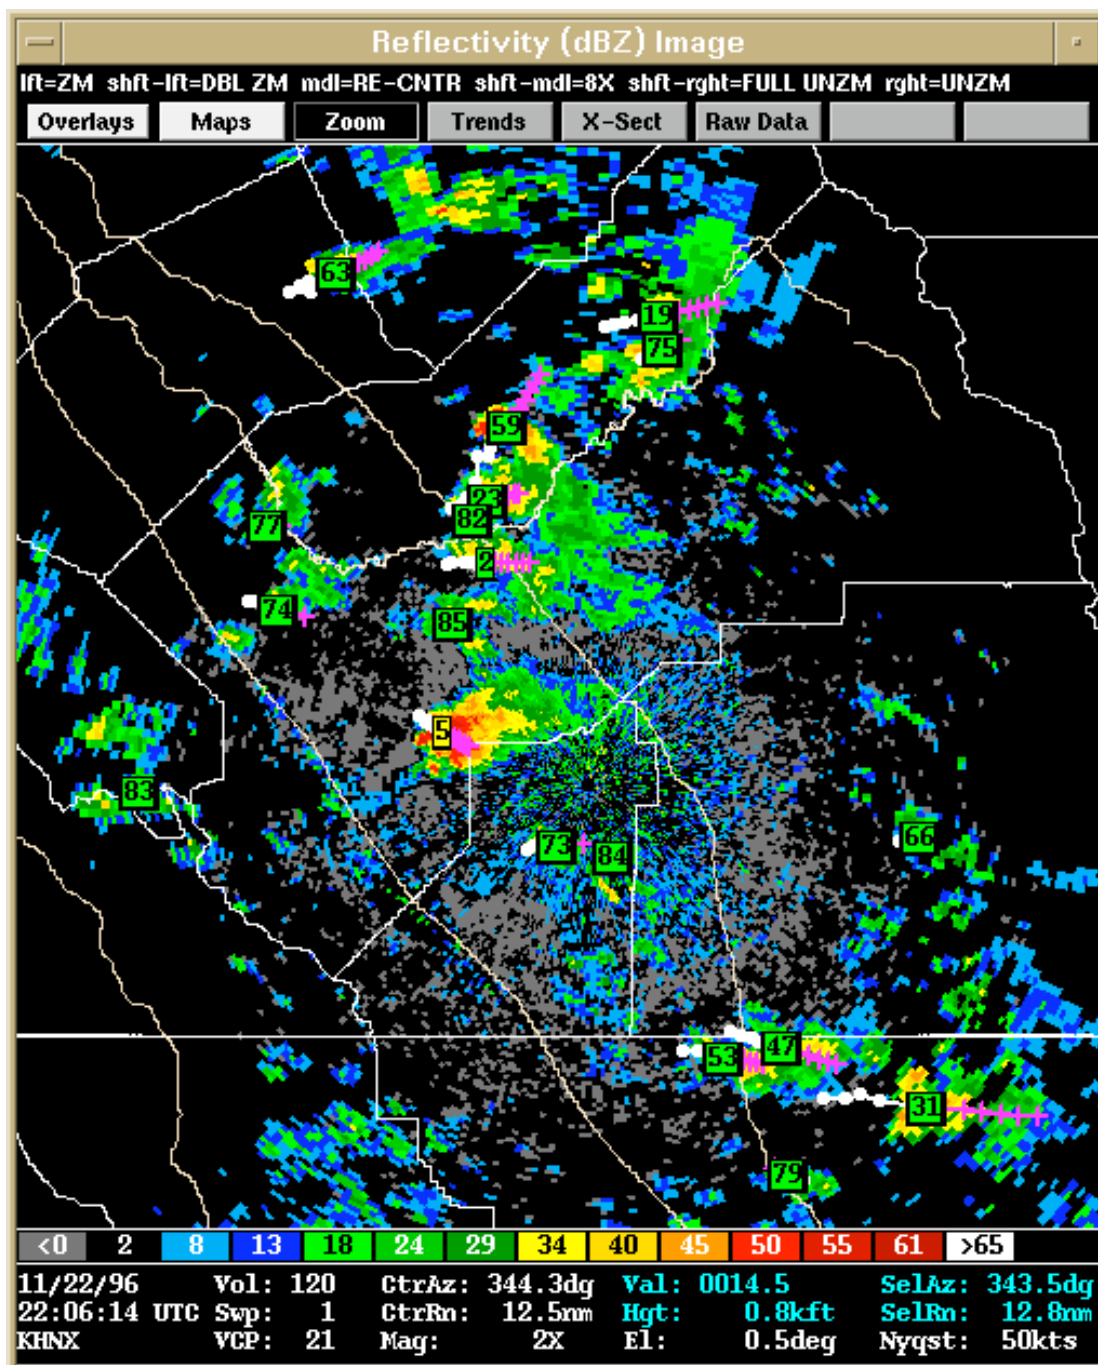 Reflectivity (dBZ) Image
lft=ZM shft-lft=DBL ZM mdl=RE-CNTR shft-mdl=8X shft-rght=FULL UNZM rght=UNZM
Overlays Maps Zoom Trends X-Sect Raw Data
63
19
75
59
23
77
82
2
74
85
5
83
66
73
84
47
53
31
79
<0 2 8 13 18 24 29 34 40 45 50 55 61 >65
11/22/96 Vol: 120 CtrAz: 344.3dg Val: 0014.5 SelAz: 343.5dg
22:06:14 UTC Swp: 1 CtrRn: 12.5nm Hgt: 0.8kft SelRn: 12.8nm
KHNX VCP: 21 Mag: 2X El: 0.5deg Nyqst: 50kts